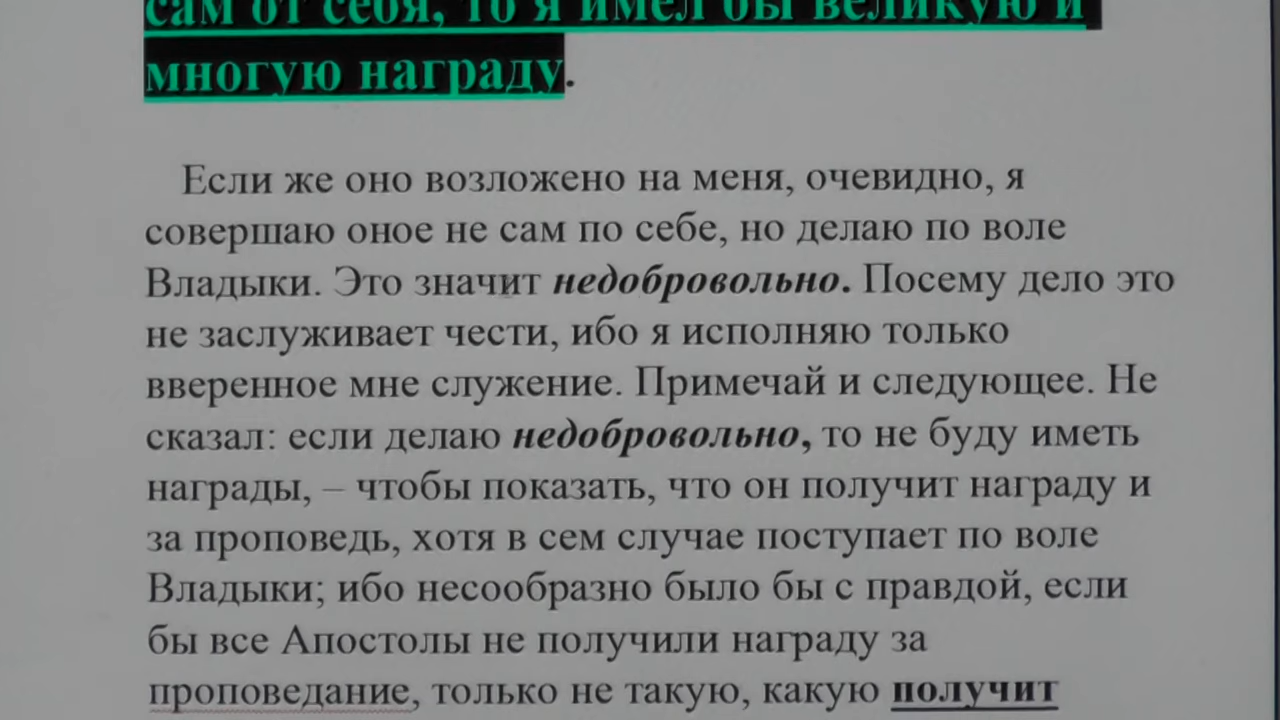 сам от себя, то я имел бы великую и
многую награду.
Если же оно возложено на меня, очевидно, я
совершаю оное не сам по себе, но делаю по воле
Владыки. Это значит недобровольно. Посему дело это
не заслуживает чести, ибо я исполняю только
вверенное мне служение. Примечай и следующее. Не
сказал: если делаю недобровольно, то не буду иметь
награды, – чтобы показать, что он получит награду и
за проповедь, хотя в сем случае поступает по воле
Владыки; ибо несообразно было бы с правдой, если
бы все Апостолы не получили награду за
проповедание, только не такую, какую получит